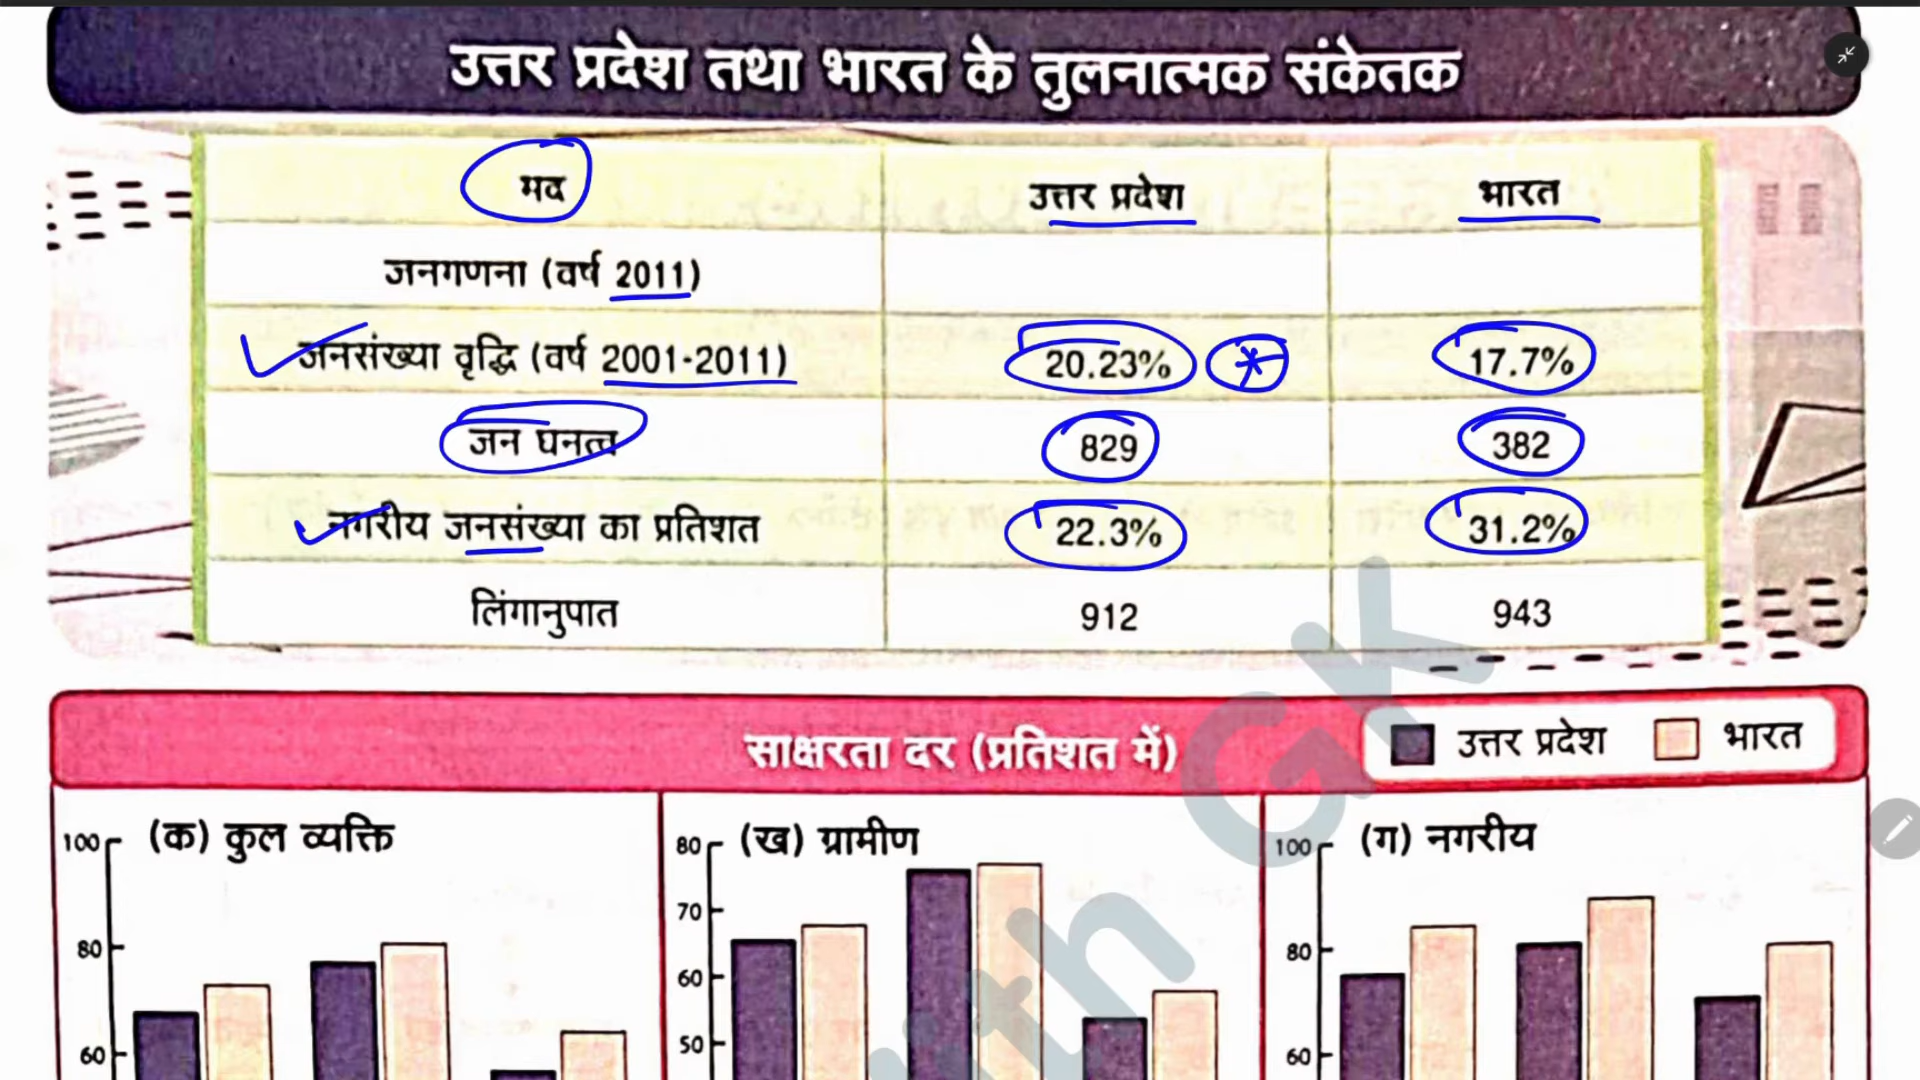 उत्तर प्रदेश तथा भारत के तुलनात्मक संकेतक
मद उत्तर प्रदेश भारत
जनगणना (वर्ष 2011)
जनसंख्या वृद्धि (वर्ष 2001-2011) 20.23% * 17.7%
जन घनत्त्व 829 382
नगरीय जनसंख्या का प्रतिशत 22.3% 31.2%
लिंगानुपात 912 943
साक्षरता दर (प्रतिशत में) उत्तर प्रदेश भारत
(क) कुल व्यक्ति
100
80
60
(ख) ग्रामीण
80
70
60
50
(ग) नगरीय
100
80
60
ith GK